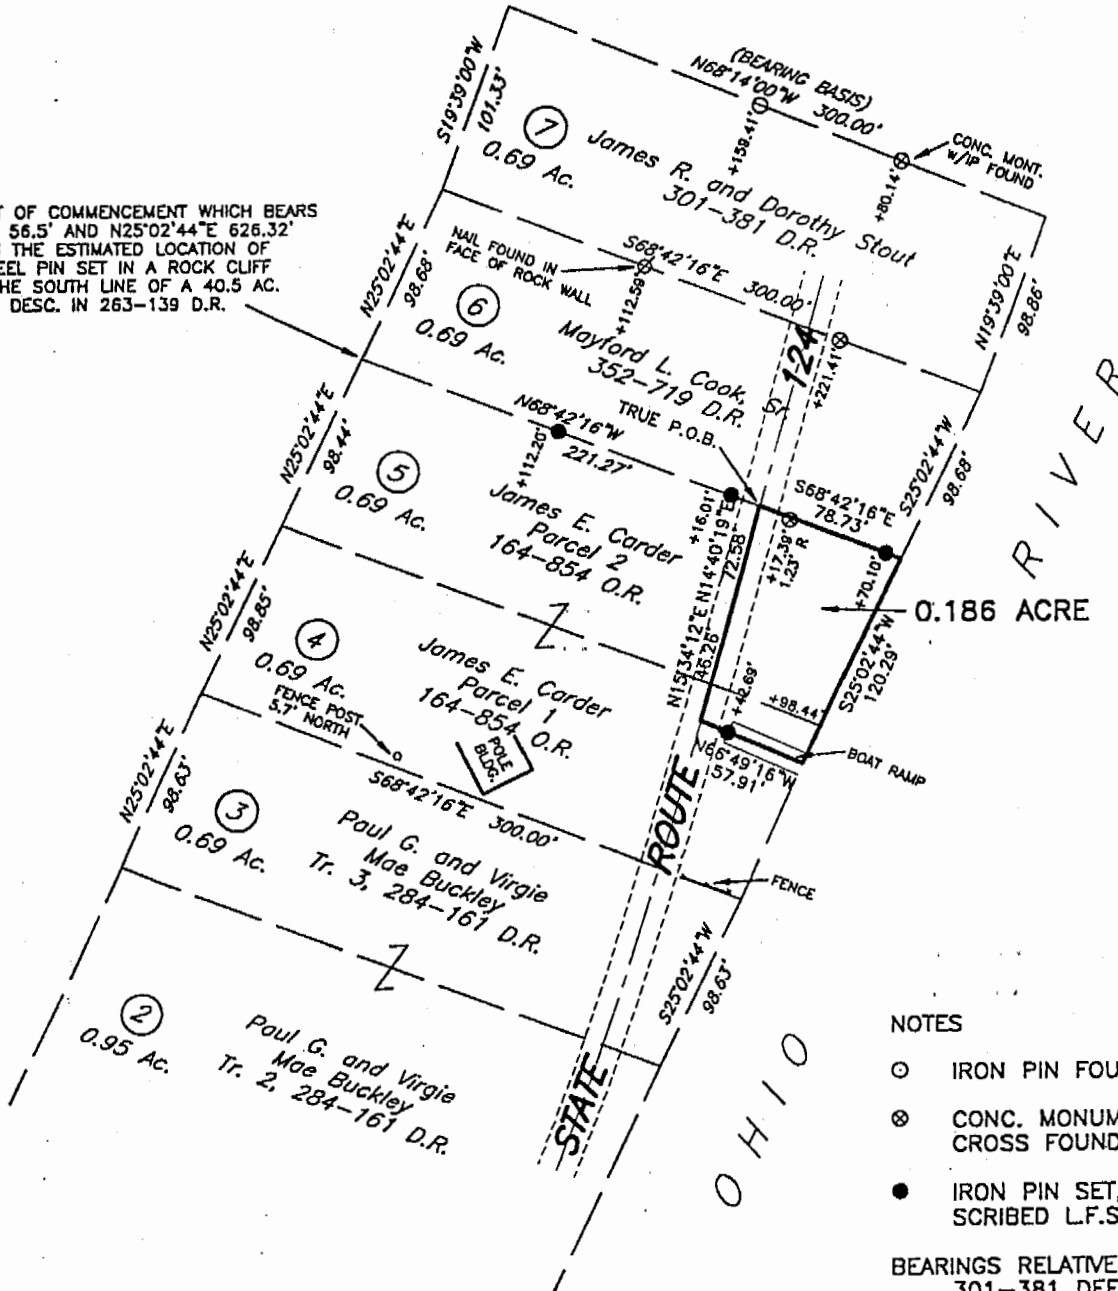 (BEARING BASIS)
N68°14'00"W 300.00'
S19°39'00"W
101.33'
7
0.69 Ac.
James R. and Dorothy Stout
301-381 D.R.
+159.41'
+80.14'
CONC. MONT.
w/IP FOUND
N19°39'00"E
98.86'
T OF COMMENCEMENT WHICH BEARS
56.5' AND N25°02'44"E 626.32'
THE ESTIMATED LOCATION OF
EEL PIN SET IN A ROCK CLIFF
HE SOUTH LINE OF A 40.5 AC.
DESC. IN 263-139 D.R.
N25°02'44"E
98.68'
NAIL FOUND IN
FACE OF ROCK WALL
S68°42'16"E 300.00'
+112.59'
6
0.69 Ac.
Mayford L. Cook, Sr.
352-719 D.R.
124
+221.41'
TRUE P.O.B.
N68°42'16"W
221.27'
S25°02'44"W
98.68'
RIVER
N25°02'44"E
98.44'
5
0.69 Ac.
+112.20'
James E. Carder
Parcel 2
164-854 O.R.
+16.01'
N14°40'19"E
72.58'
S68°42'16"E
78.73'
+17.39'
1.23' R
+70.10'
0.186 ACRE
N25°02'44"E
98.85'
4
0.69 Ac.
James E. Carder
Parcel 1
164-854 O.R.
N15°34'12"E
46.26'
+42.69'
+98.44'
S25°02'44"W
120.29'
BOAT RAMP
N66°49'16"W
57.91'
FENCE POST
5.7' NORTH
POLE
BLDG.
S68°42'16"E 300.00'
ROUTE
FENCE
N25°02'44"E
98.63'
3
0.69 Ac.
Paul G. and Virgie
Mae Buckley
Tr. 3, 284-161 D.R.
S25°02'44"W
98.63'
2
0.95 Ac.
Paul G. and Virgie
Mae Buckley
Tr. 2, 284-161 D.R.
STATE
OHIO
NOTES
IRON PIN FOU
CONC. MONUM
CROSS FOUND
IRON PIN SET,
SCRIBED L.F.S
BEARINGS RELATIVE
301-381 DEE